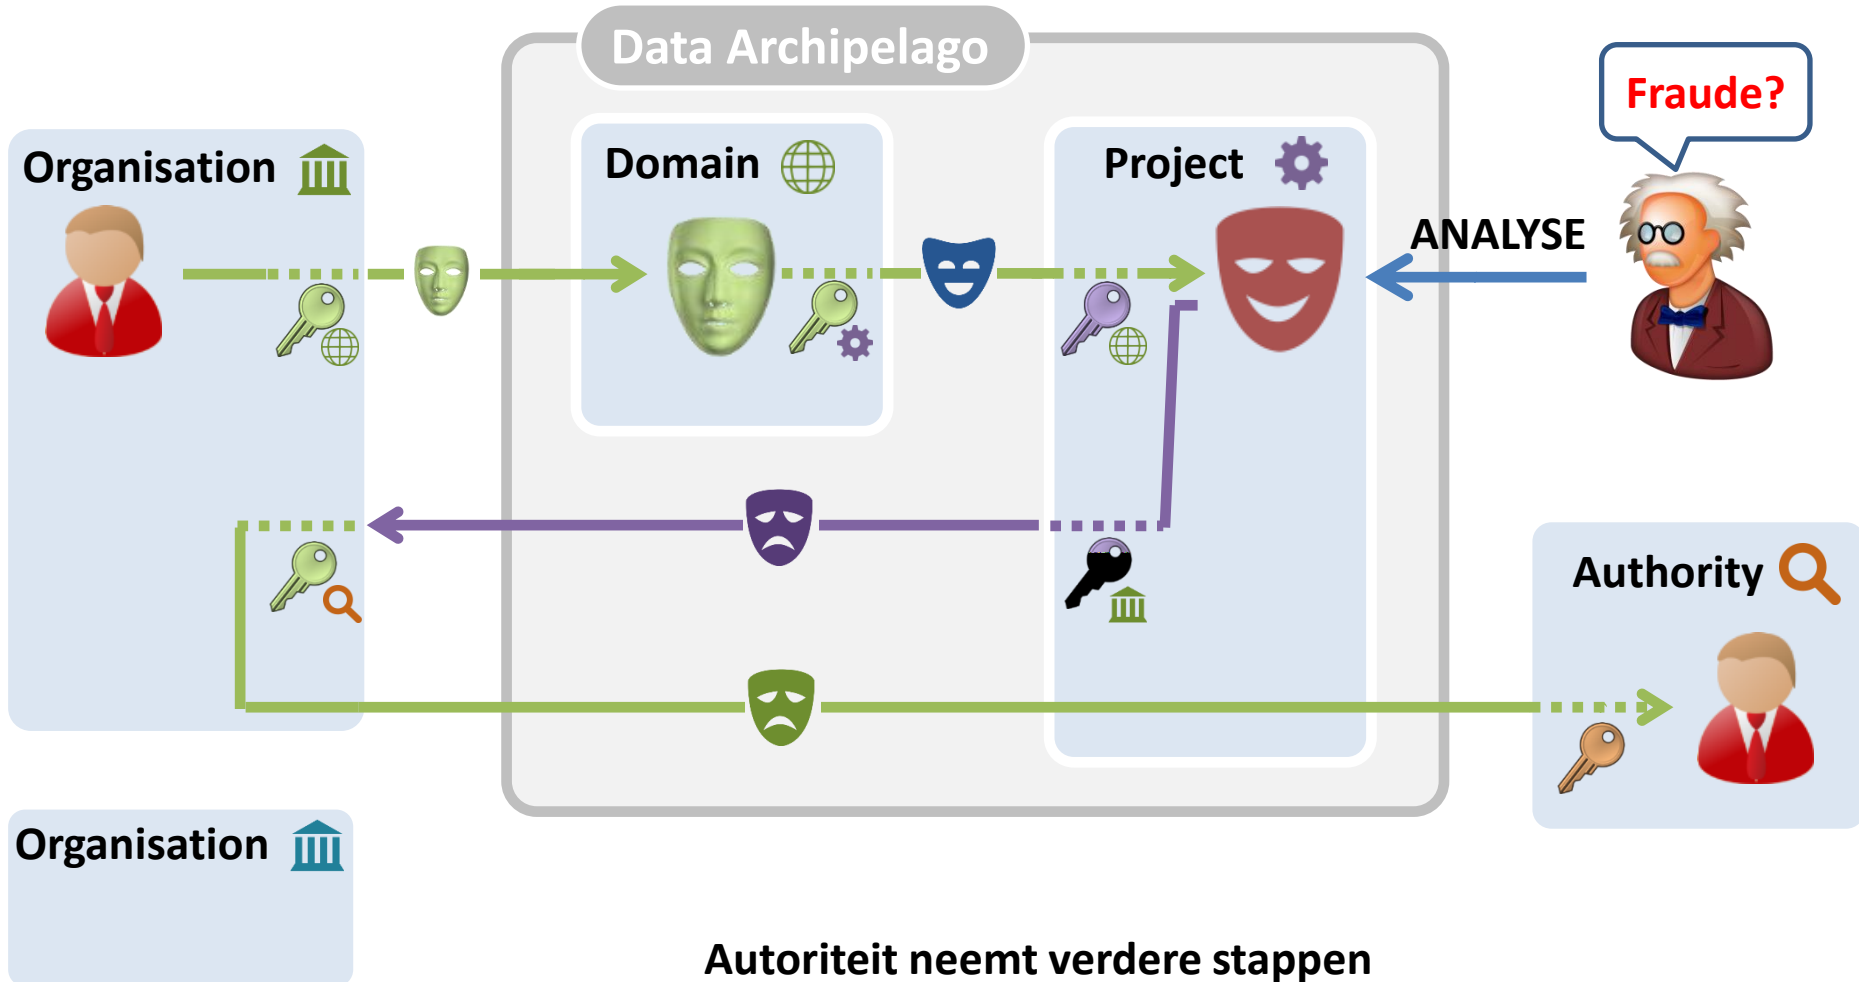 Data Archipelago
Fraude?
Organisation
Domain
Project
ANALYSE
Authority
Organisation
Autoriteit neemt verdere stappen